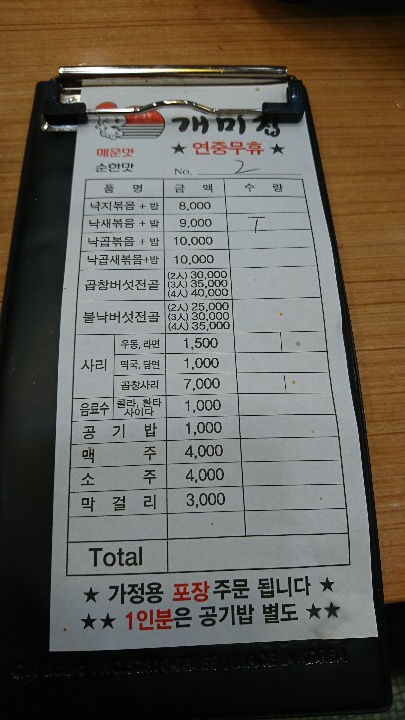 개미집
매운맛 ★ 연중무휴 ★
순한맛 No. 2
품 명 금 액 수 량
낙지볶음 + 밥 8,000
낙새볶음 + 밥 9,000 T
낙곱볶음 + 밥 10,000
낙곱새볶음+밥 10,000
곱창버섯전골 (2人) 30,000
(3人) 35,000
(4人) 40,000
불낙버섯전골 (2人) 25,000
(3人) 30,000
(4人) 35,000
사리 우동, 라면 1,500
떡국, 당면 1,000
곱창사리 7,000
음료수 콜라, 환타 사이다 1,000
공 기 밥 1,000
맥 주 4,000
소 주 4,000
막 걸 리 3,000
Total
★ 가정용 포장 주문 됩니다 ★
★★ 1인분은 공기밥 별도 ★★